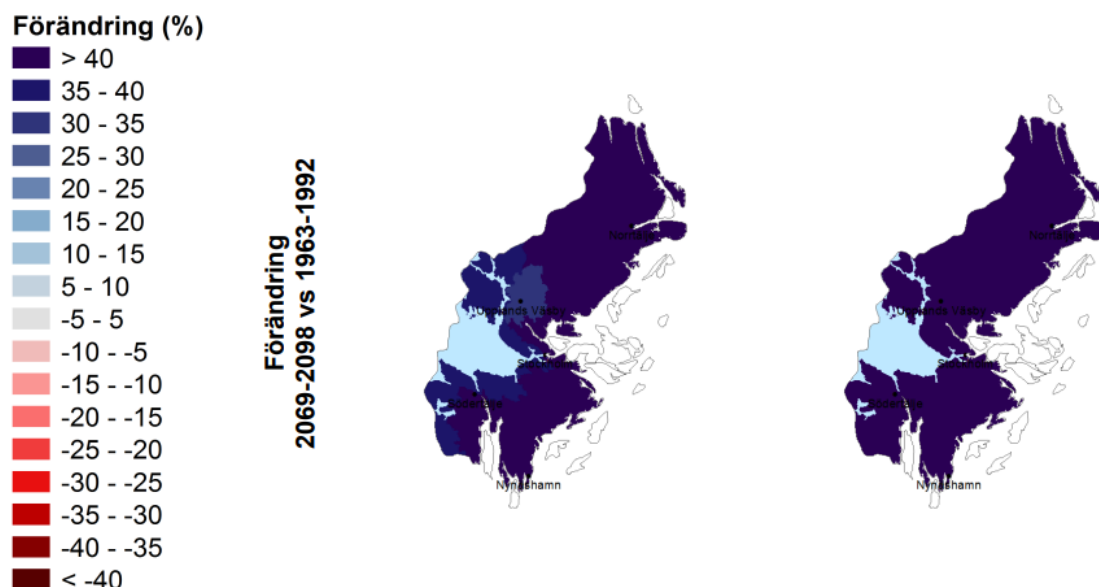 Förändring (%)
> 40
35 - 40
30 - 35
25 - 30
20 - 25
15 - 20
10 - 15
5 - 10
-5 - 5
-10 - -5
-15 - -10
-20 - -15
-25 - -20
-30 - -25
-35 - -30
-40 - -35
< -40
Förändring
2069-2098 vs 1963-1992
Norrtälje
Upplands Väsby
Stockholm
Södertälje
Nynäshamn
Norrtälje
Upplands Väsby
Stockholm
Södertälje
Nynäshamn